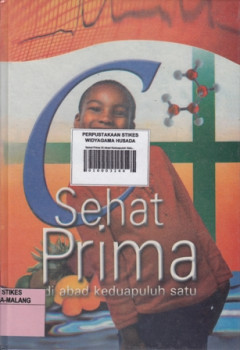 PERPUSTAKAAN STIKES
WIDYAGAMA HUSADA
Sehat
Prima
di abad keduapuluh satu
STIKES
A-MALANG